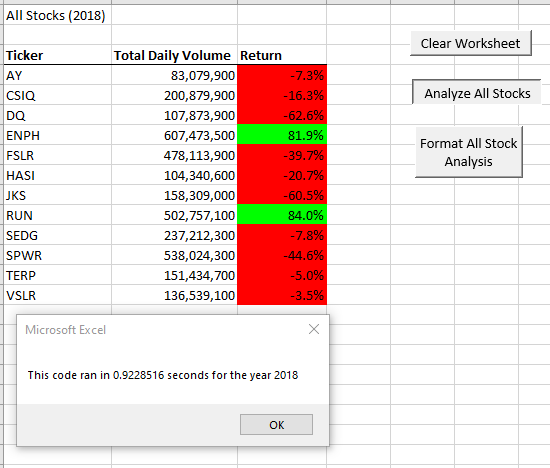 All Stocks (2018)
Ticker Total Daily Volume Return
AY 83,079,900 -7.3%
CSIQ 200,879,900 -16.3%
DQ 107,873,900 -62.6%
ENPH 607,473,500 81.9%
FSLR 478,113,900 -39.7%
HASI 104,340,600 -20.7%
JKS 158,309,000 -60.5%
RUN 502,757,100 84.0%
SEDG 237,212,300 -7.8%
SPWR 538,024,300 -44.6%
TERP 151,434,700 -5.0%
VSLR 136,539,100 -3.5%
Clear Worksheet
Analyze All Stocks
Format All Stock
Analysis
Microsoft Excel
This code ran in 0.9228516 seconds for the year 2018
OK